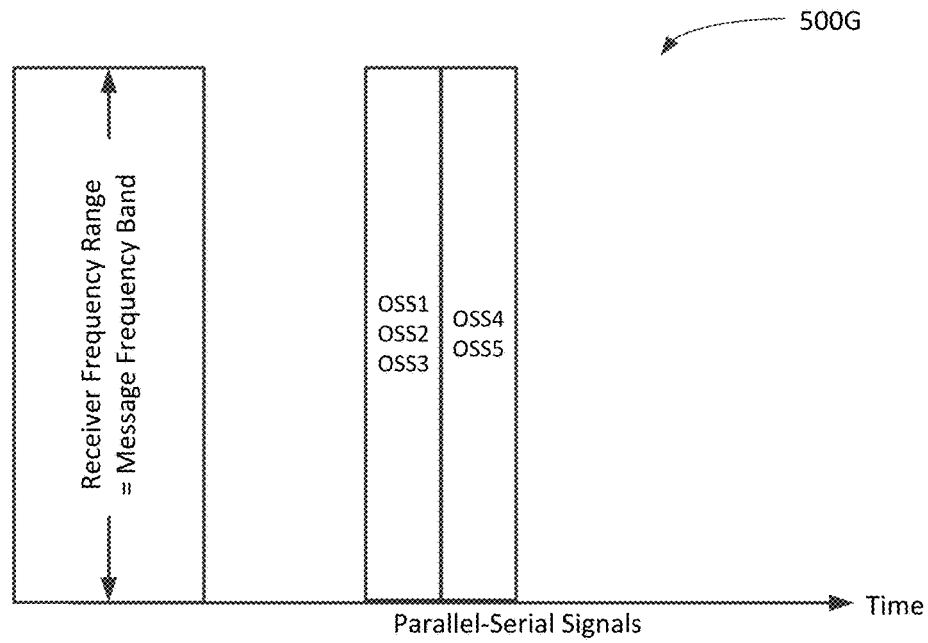 500G
Receiver Frequency Range
= Message Frequency Band
OSS1
OSS2
OSS3
OSS4
OSS5
Time
Parallel-Serial Signals